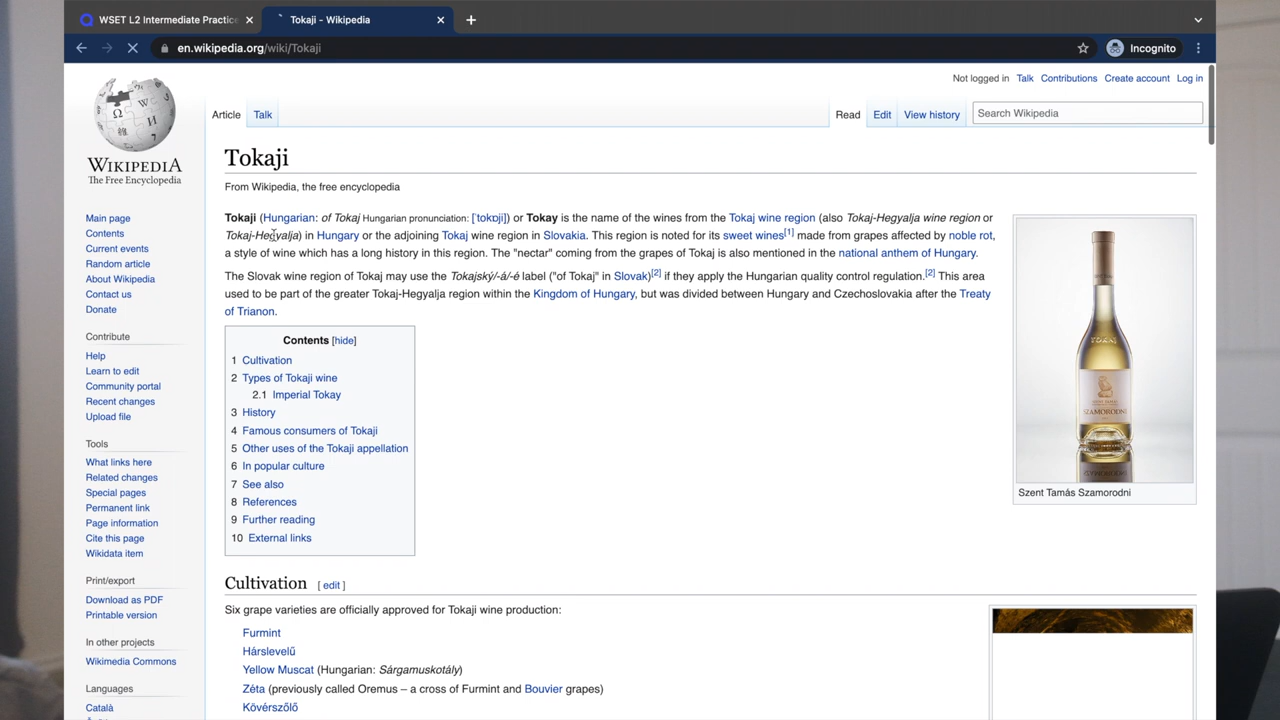 WSET L2 Intermediate Practice
Tokaji - Wikipedia
en.wikipedia.org/wiki/Tokaji
Incognito
Not logged in Talk Contributions Create account Log in
Article Talk
Read Edit View history
Search Wikipedia
WIKIPEDIA
The Free Encyclopedia
Main page
Contents
Current events
Random article
About Wikipedia
Contact us
Donate
Contribute
Help
Learn to edit
Community portal
Recent changes
Upload file
Tools
What links here
Related changes
Special pages
Permanent link
Page information
Cite this page
Wikidata item
Print/export
Download as PDF
Printable version
In other projects
Wikimedia Commons
Languages
Català
Tokaji
From Wikipedia, the free encyclopedia
Tokaji (Hungarian: of Tokaj Hungarian pronunciation: [ˈtokɒji]) or Tokay is the name of the wines from the Tokaj wine region (also Tokaj-Hegyalja wine region or
Tokaj-Hegyalja) in Hungary or the adjoining Tokaj wine region in Slovakia. This region is noted for its sweet wines[1] made from grapes affected by noble rot,
a style of wine which has a long history in this region. The "nectar" coming from the grapes of Tokaj is also mentioned in the national anthem of Hungary.
The Slovak wine region of Tokaj may use the Tokajský/-á/-é label ("of Tokaj" in Slovak)[2] if they apply the Hungarian quality control regulation.[2] This area
used to be part of the greater Tokaj-Hegyalja region within the Kingdom of Hungary, but was divided between Hungary and Czechoslovakia after the Treaty
of Trianon.
Contents [hide]
1 Cultivation
2 Types of Tokaji wine
2.1 Imperial Tokay
3 History
4 Famous consumers of Tokaji
5 Other uses of the Tokaji appellation
6 In popular culture
7 See also
8 References
9 Further reading
10 External links
SZAMORODNI
Szent Tamás Szamorodni
Cultivation [ edit ]
Six grape varieties are officially approved for Tokaji wine production:
Furmint
Hárslevelű
Yellow Muscat (Hungarian: Sárgamuskotály)
Zéta (previously called Oremus – a cross of Furmint and Bouvier grapes)
Kövérszőlő